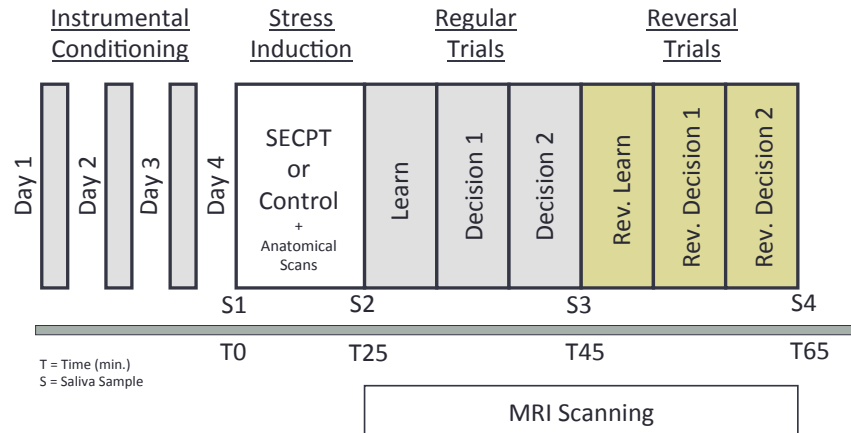 Instrumental
Conditioning
Stress
Induction
Regular
Trials
Reversal
Trials
Day 1
Day 2
Day 3
Day 4
SECPT
or
Control
+
Anatomical
Scans
Learn
Decision 1
Decision 2
Rev. Learn
Rev. Decision 1
Rev. Decision 2
S1
S2
S3
S4
T0
T25
T45
T65
T = Time (min.)
S = Saliva Sample
MRI Scanning